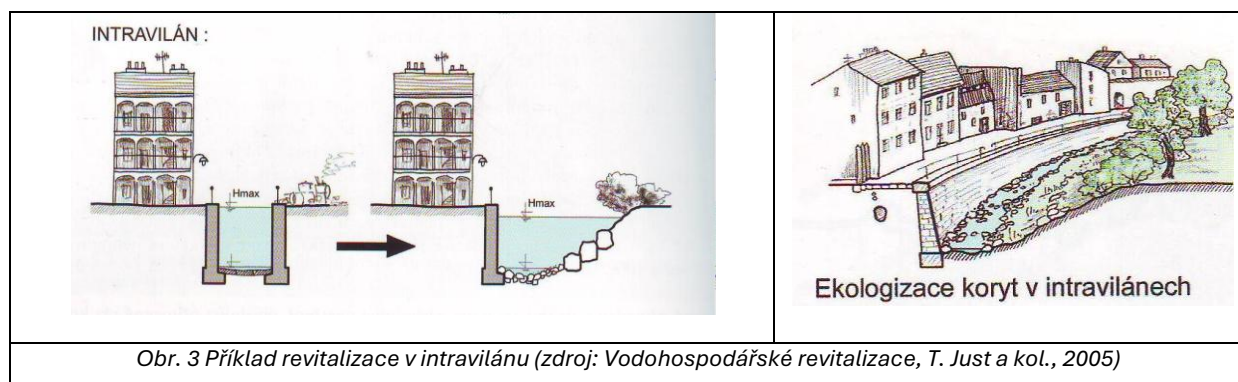 INTRAVILÁN :
Hmax
Hmax
Ekologizace koryt v intravilánech
Obr. 3 Příklad revitalizace v intravilánu (zdroj: Vodohospodářské revitalizace, T. Just a kol., 2005)